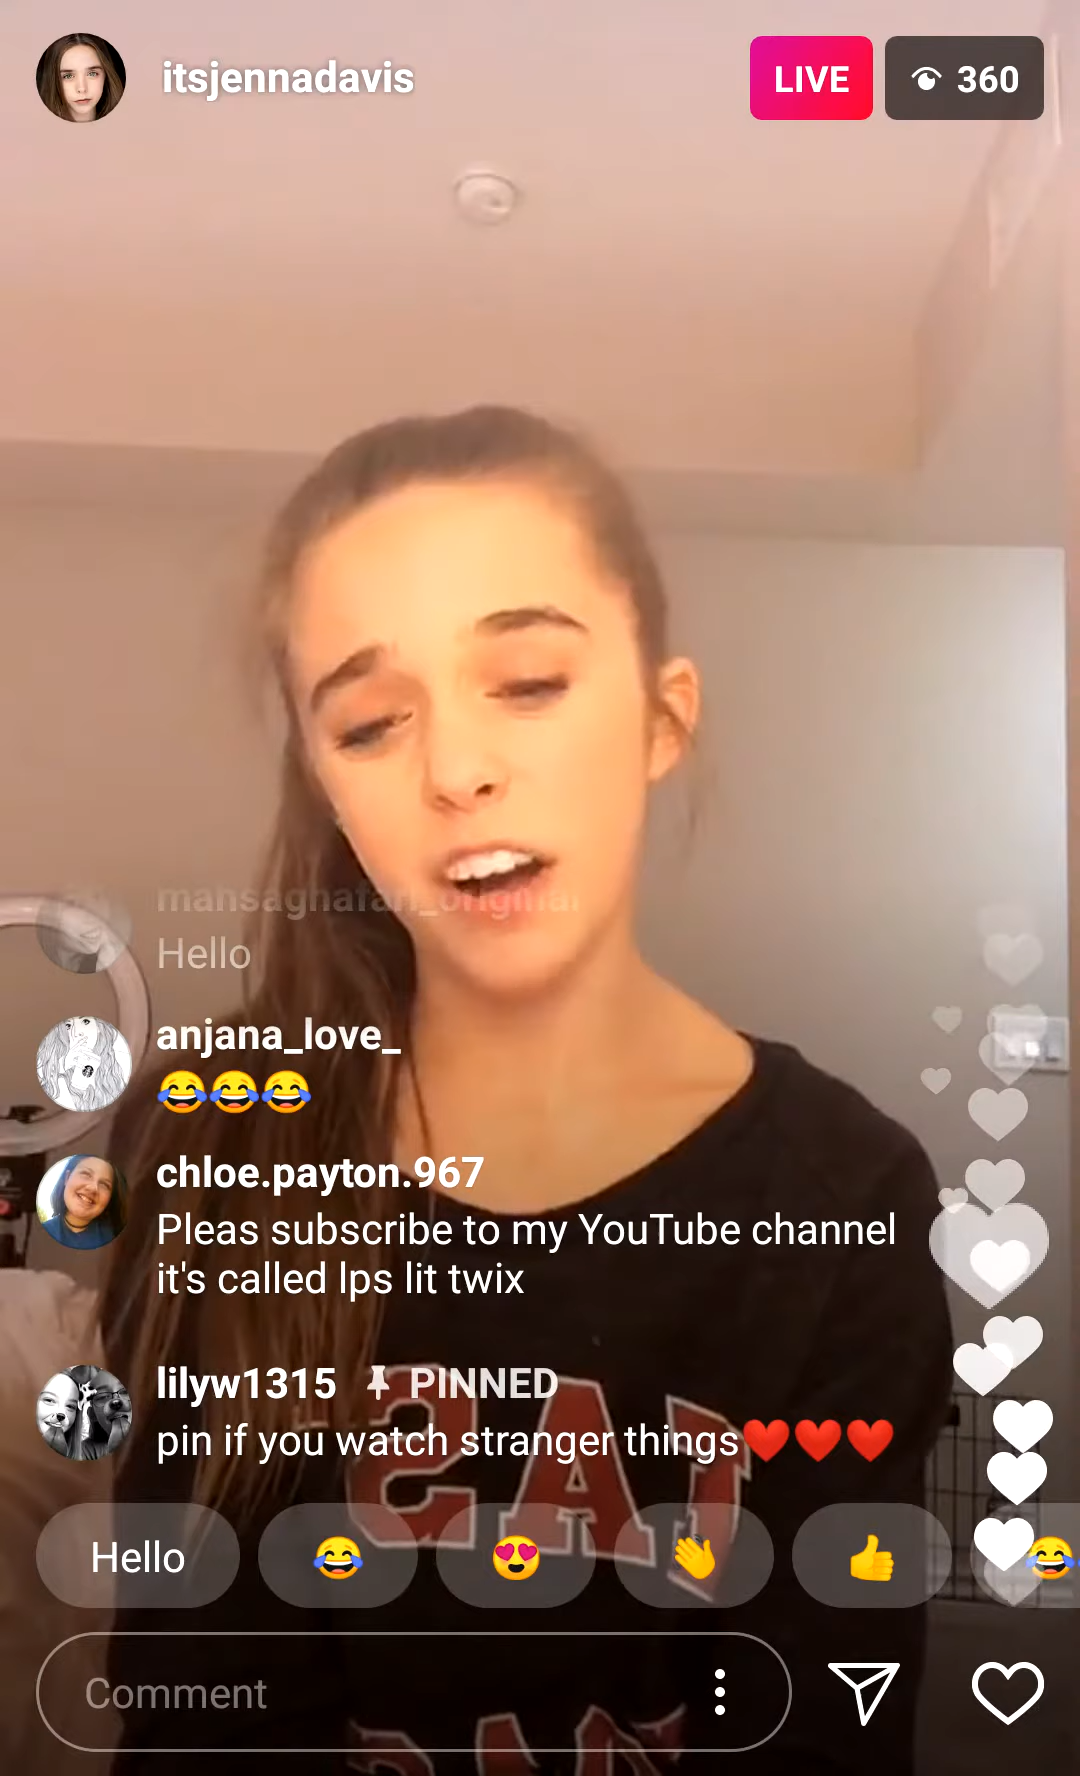 itsjennadavis
LIVE
360
mahsaghafari_original
Hello
anjana_love_
😂😂😂
chloe.payton.967
Pleas subscribe to my YouTube channel
it's called lps lit twix
lilyw1315 PINNED
pin if you watch stranger things❤❤❤
Hello 😂 😍 👋 👍 😂
Comment